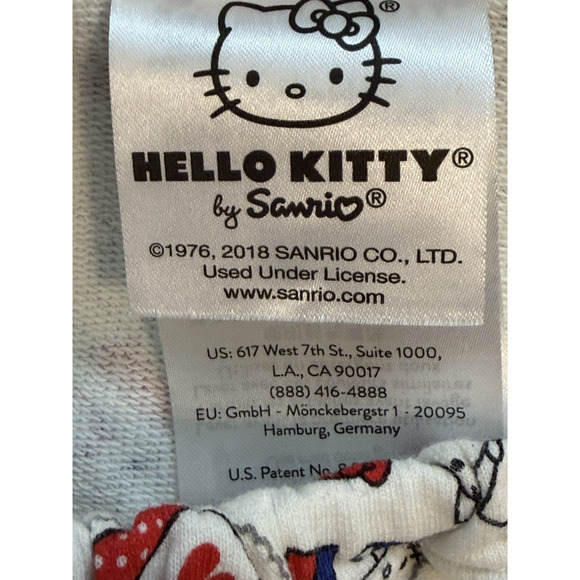 ®
HELLO KITTY®
by Sanrio®
©1976, 2018 SANRIO CO., LTD.
Used Under License.
www.sanrio.com
US: 617 West 7th St., Suite 1000,
L.A., CA 90017
(888) 416-4888
EU: GmbH - Mönckebergstr 1 - 20095
Hamburg, Germany
U.S. Patent